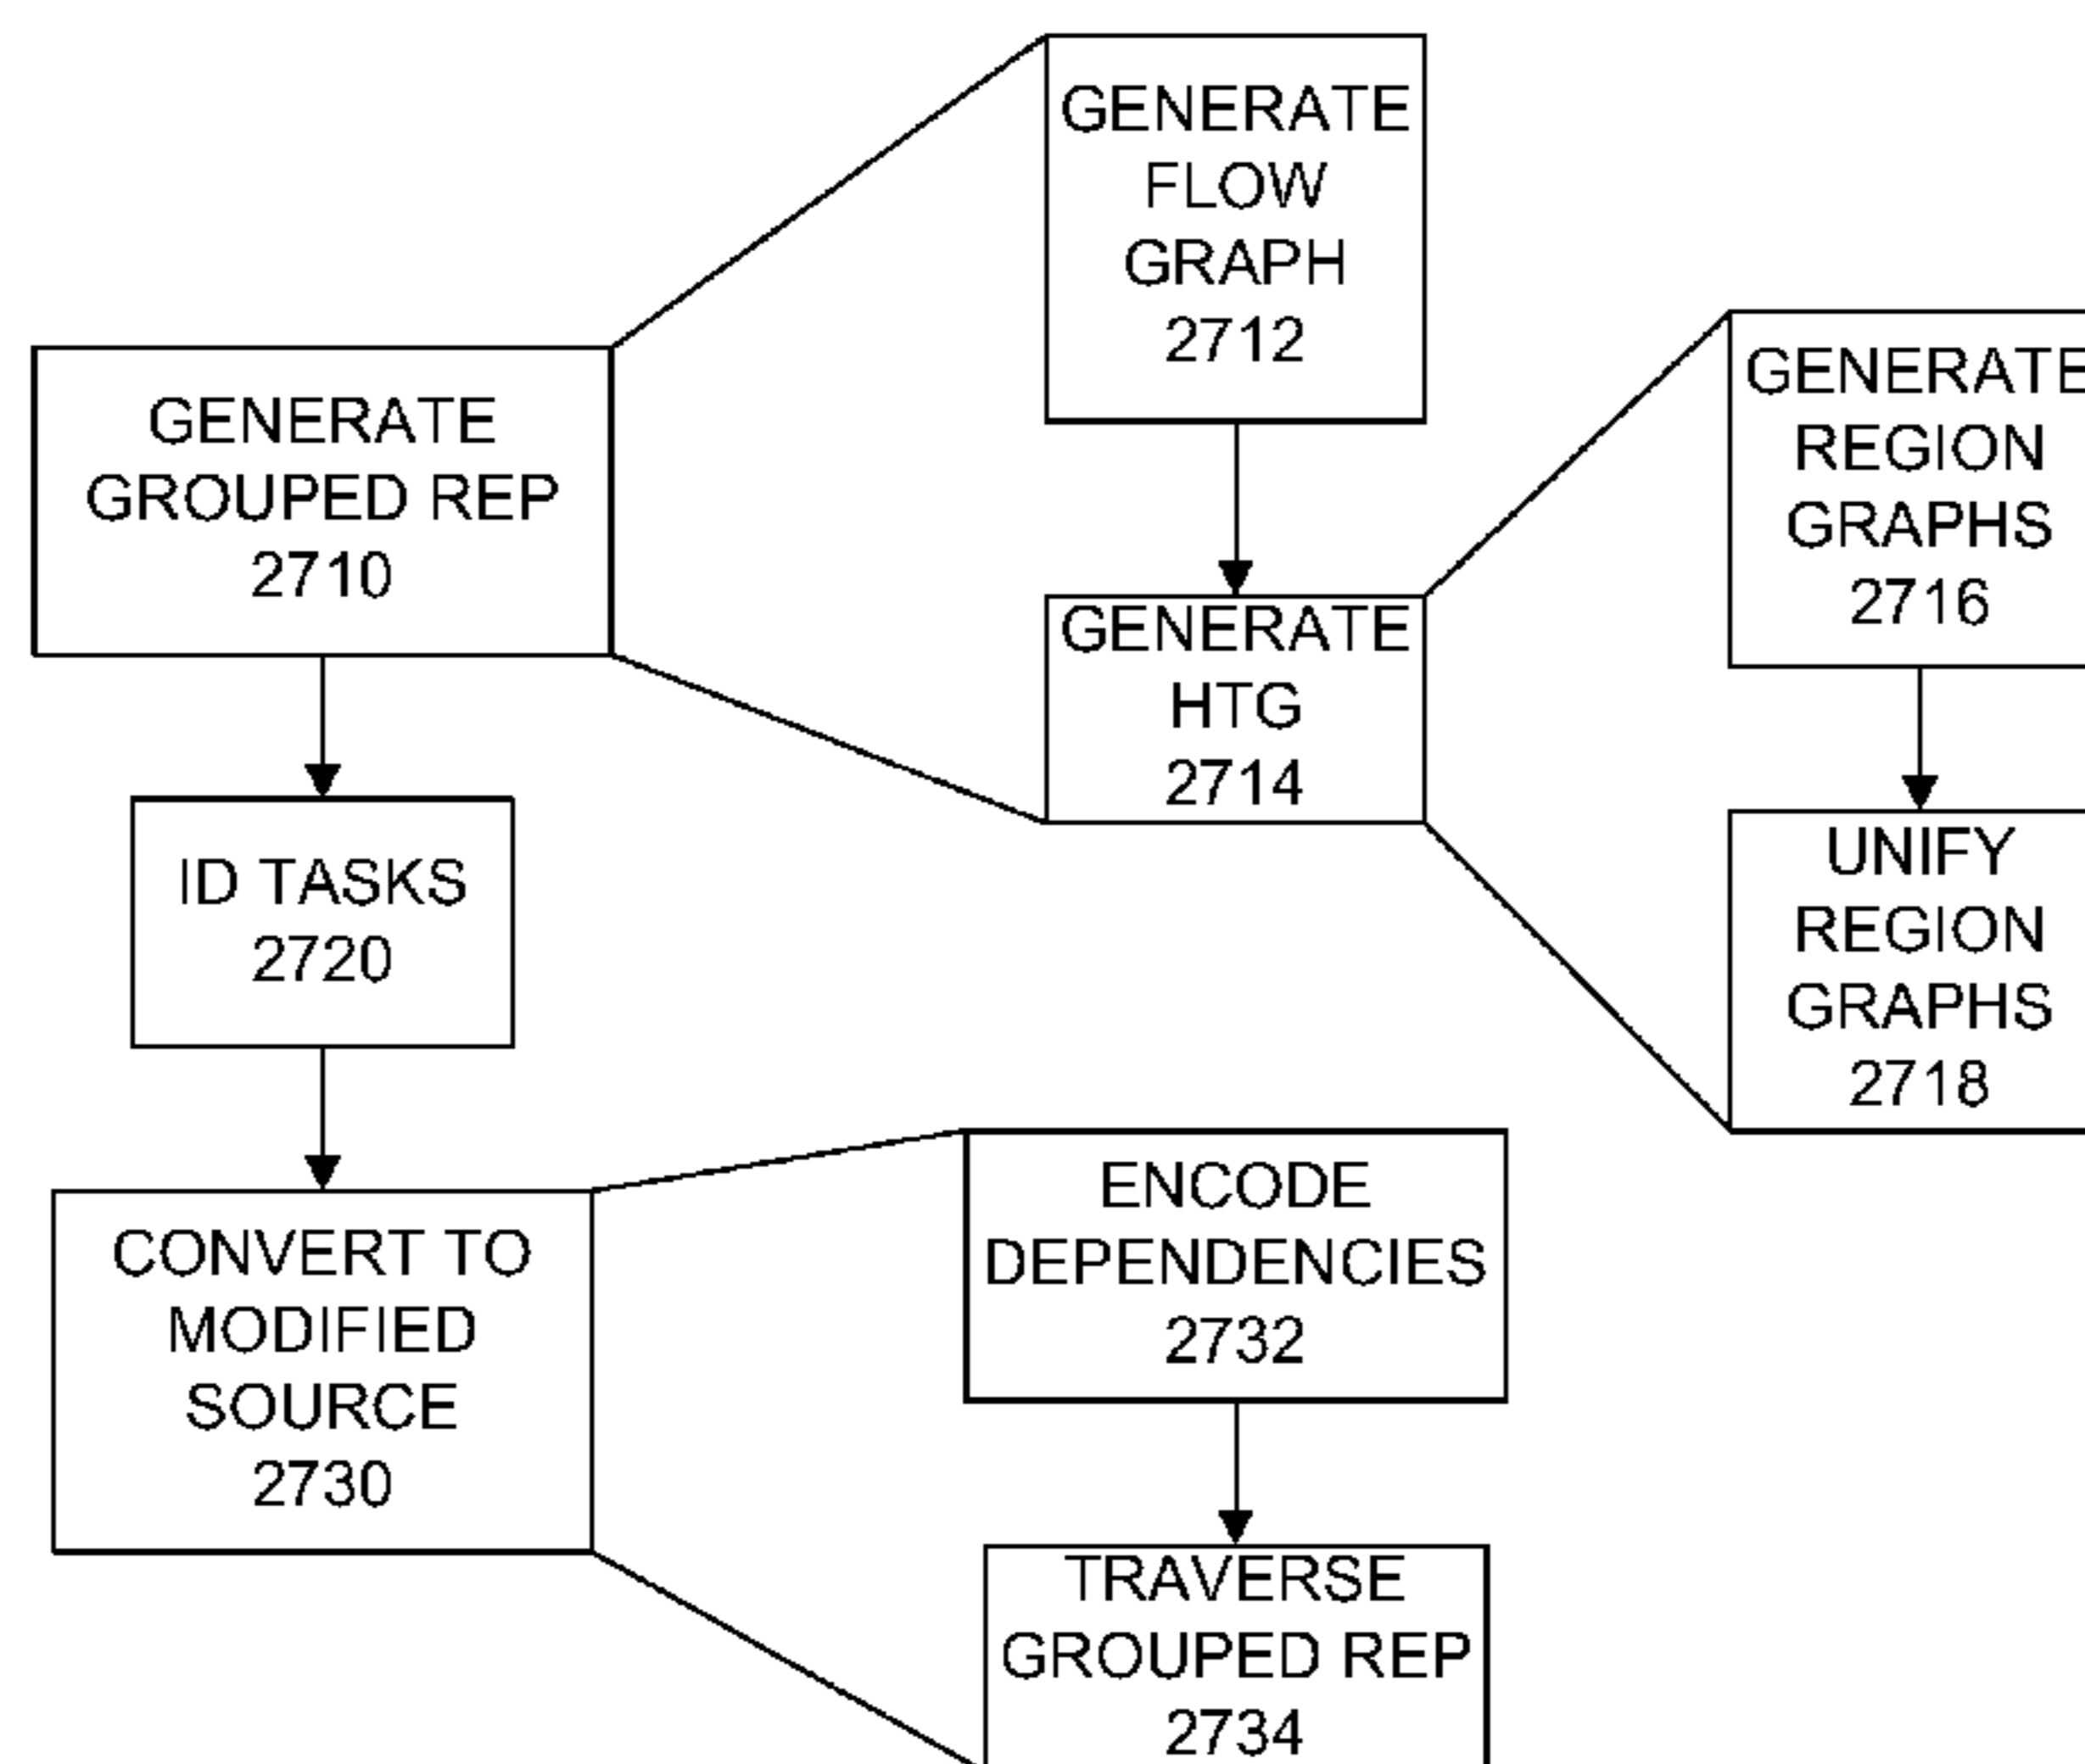 GENERATE
GROUPED REP
2710
ID TASKS
2720
CONVERT TO
MODIFIED
SOURCE
2730
GENERATE
FLOW
GRAPH
2712
GENERATE
HTG
2714
GENERATE
REGION
GRAPHS
2716
UNIFY
REGION
GRAPHS
2718
ENCODE
DEPENDENCIES
2732
TRAVERSE
GROUPED REP
2734